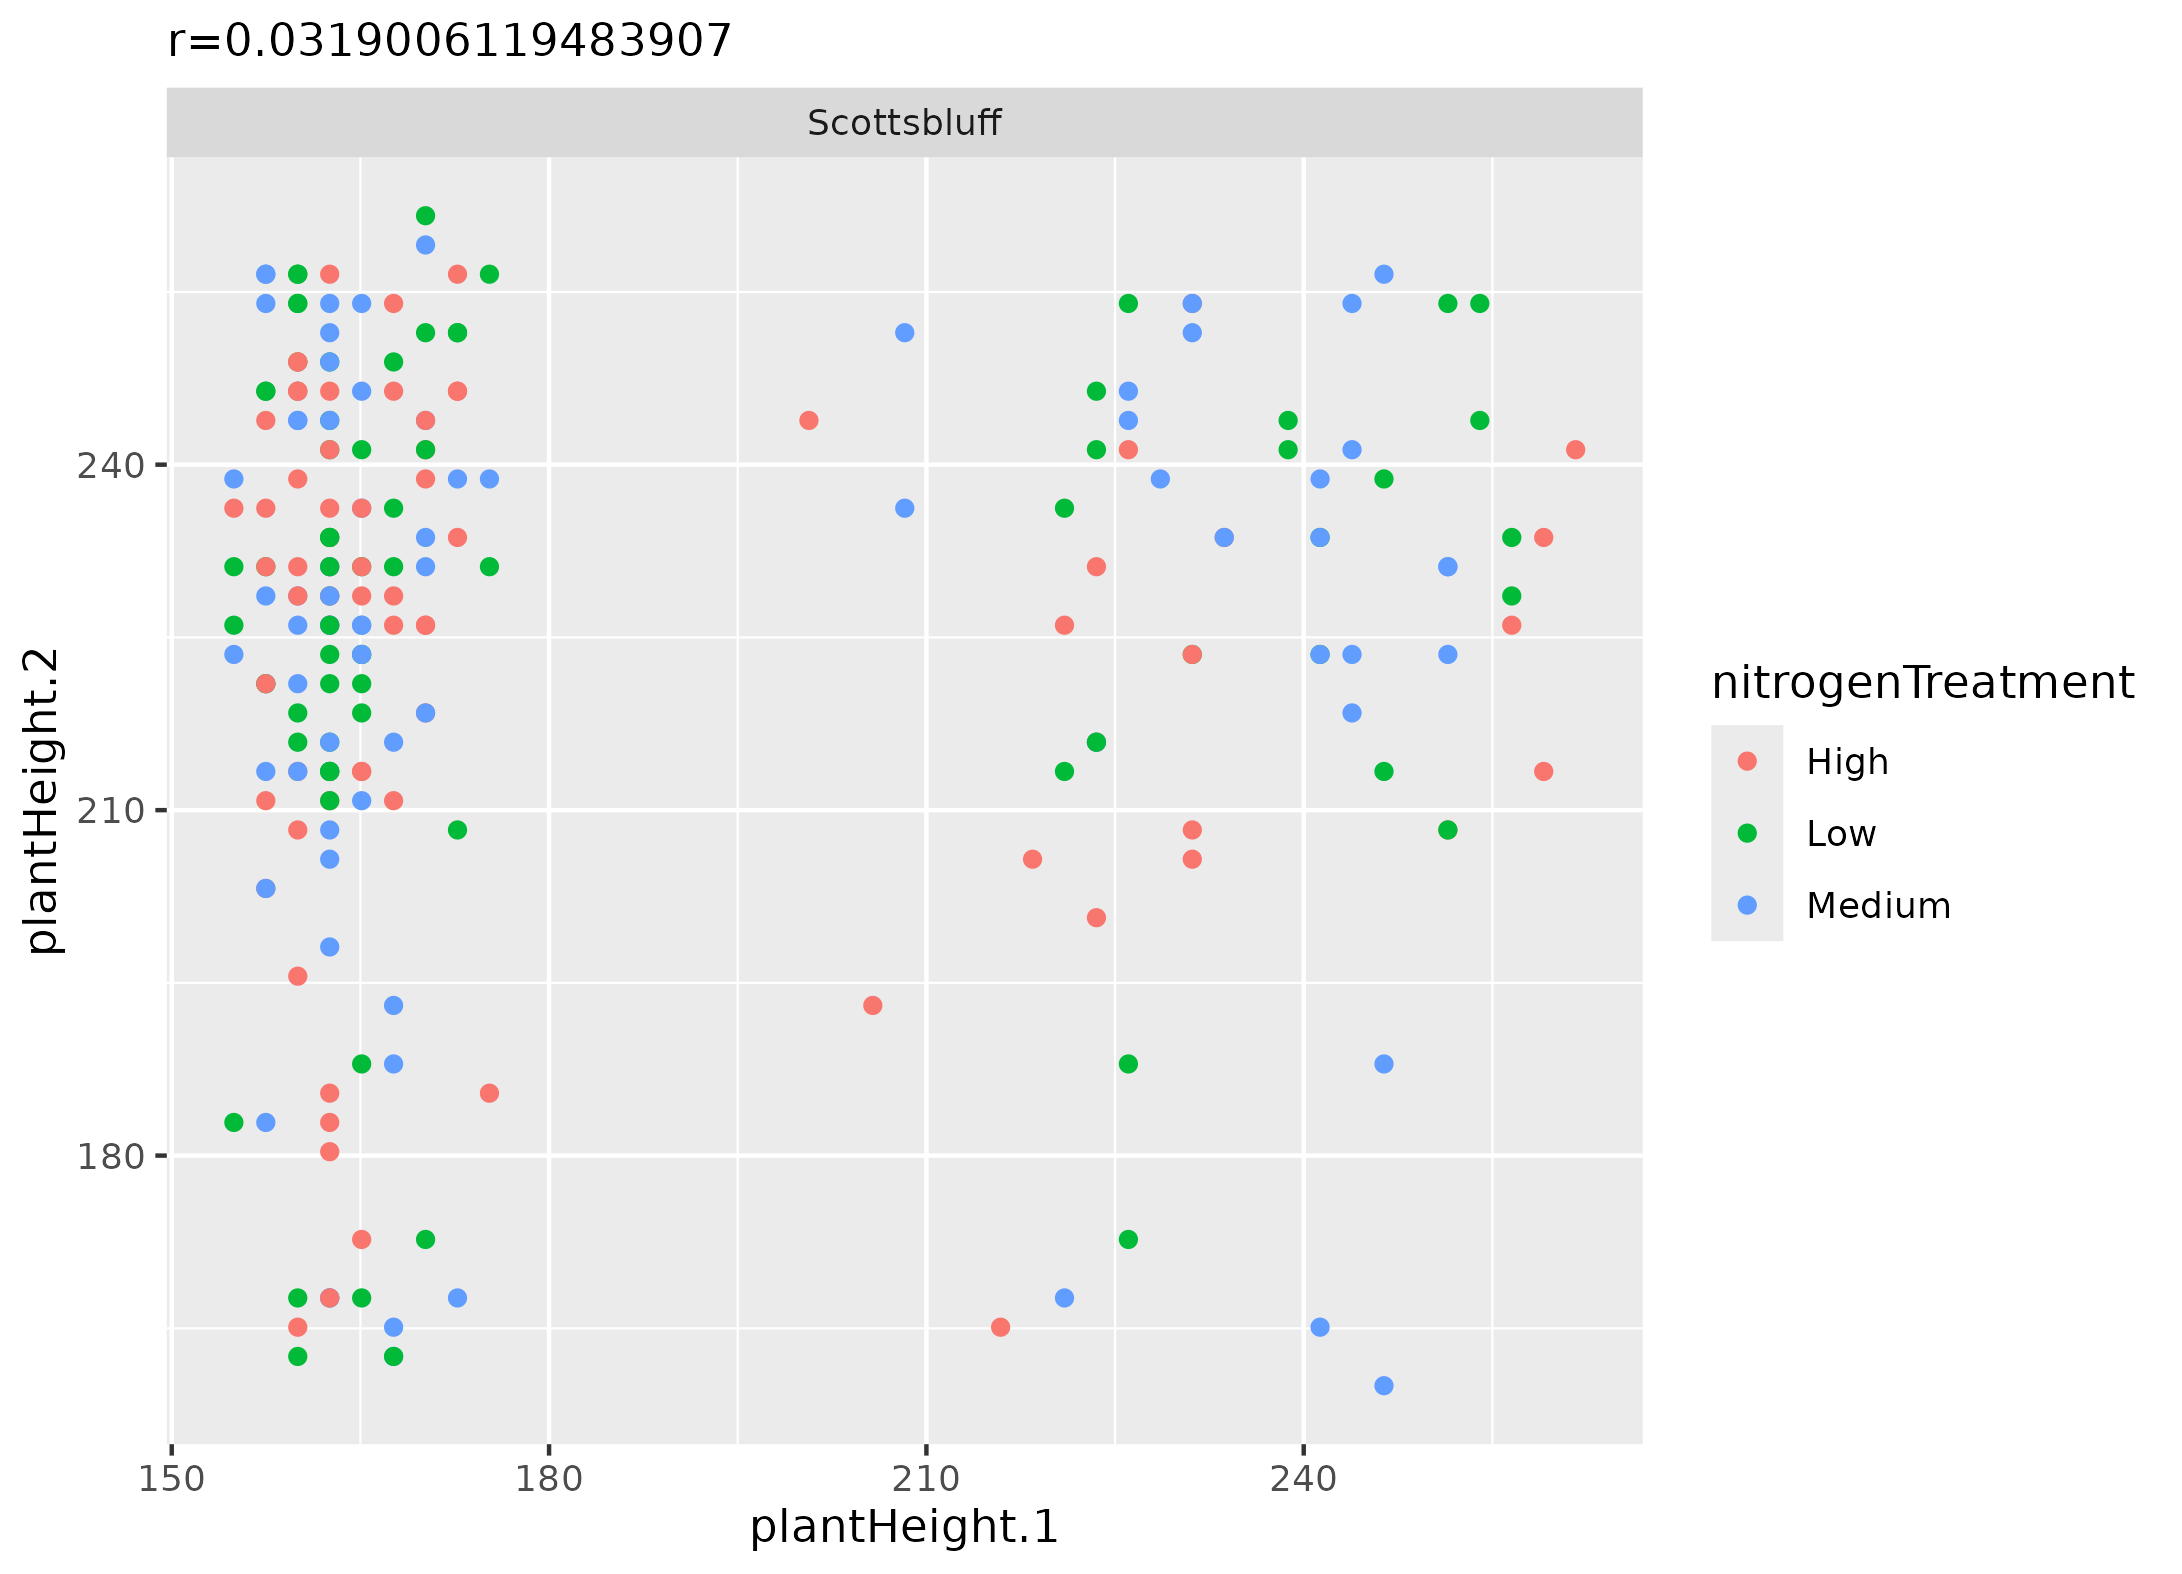 r=0.0319006119483907
Scottsbluff
240
210
180
150
180
210
240
plantHeight.1
plantHeight.2
nitrogenTreatment
High
Low
Medium